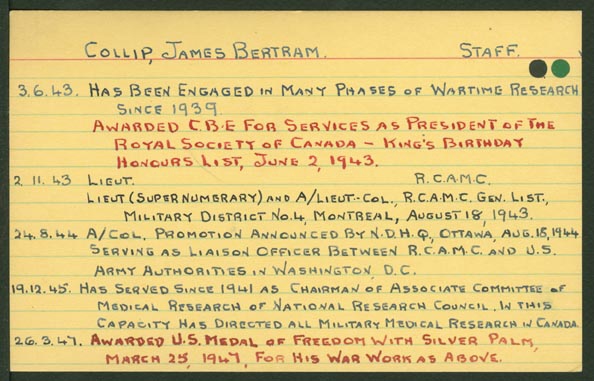 COLLIP, JAMES BERTRAM. STAFF.
3.6.43. HAS BEEN ENGAGED IN MANY PHASES OF WARTIME RESEARCH
SINCE 1939.
AWARDED C.B.E FOR SERVICES AS PRESIDENT OF THE
ROYAL SOCIETY OF CANADA – KING'S BIRTHDAY
HONOURS LIST, JUNE 2, 1943.
2 11.43 LIEUT. R.C.A.M.C.
LIEUT (SUPERNUMERARY) AND A/LIEUT-COL., R.C.A.M.C. GEN. LIST,
MILITARY DISTRICT NO.4, MONTREAL, AUGUST 18, 1943.
24.8.44 A/COL. PROMOTION ANNOUNCED BY N.D.H.Q., OTTAWA, AUG.18,1944
SERVING AS LIAISON OFFICER BETWEEN R.C.A.M.C. AND U.S.
ARMY AUTHORITIES IN WASHINGTON, D.C.
19.12.45. HAS SERVED SINCE 1941 AS CHAIRMAN OF ASSOCIATE COMMITTEE OF
MEDICAL RESEARCH OF NATIONAL RESEARCH COUNCIL, IN THIS
CAPACITY HAS DIRECTED ALL MILITARY MEDICAL RESEARCH IN CANADA
26.3.47. AWARDED U.S. MEDAL OF FREEDOM WITH SILVER PALM,
MARCH 25, 1947, FOR HIS WAR WORK AS ABOVE.